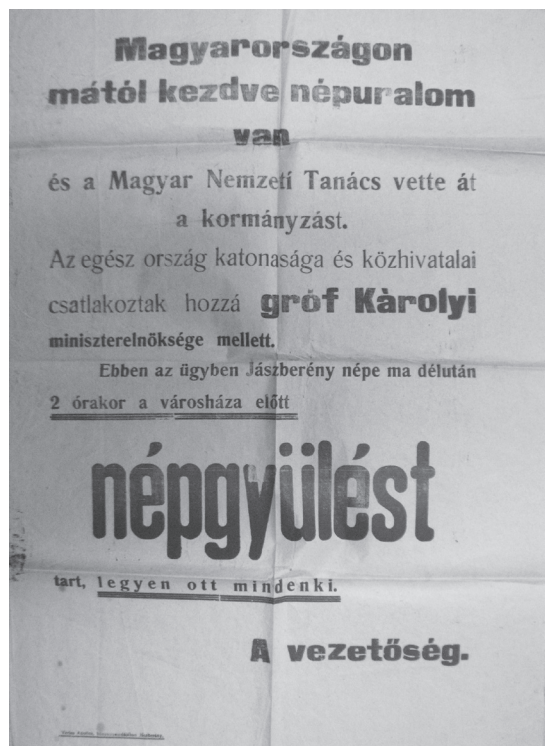 Magyarországon
mától kezdve népuralom
van
és a Magyar Nemzeti Tanács vette át
a kormányzást.
Az egész ország katonasága és közhivatalai
csatlakoztak hozzá gróf Kàrolyi
miniszterelnöksége mellett.
Ebben az ügyben Jászberény népe ma délután
2 órakor a városháza előtt
népgyülést
tart, legyen ott mindenki.
A vezetőség.